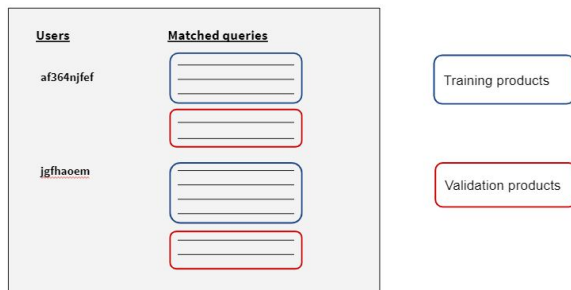 Users Matched queries
af364njfef
Training products
jgfhaoem
Validation products